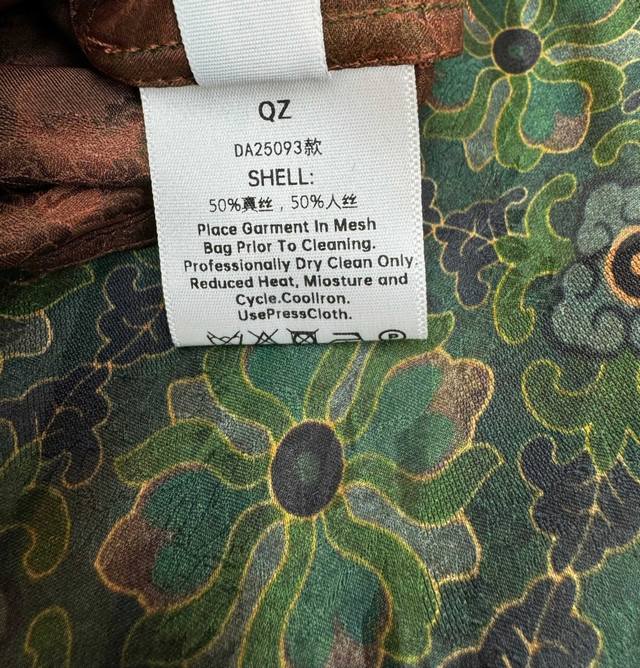 QZ
DA25093款
SHELL:
50%真丝，50%人丝
Place Garment In Mesh
Bag Prior To Cleaning.
Professionally Dry Clean Only
Reduced Heat, Miosture and
Cycle.CoolIron.
UsePressCloth.
P